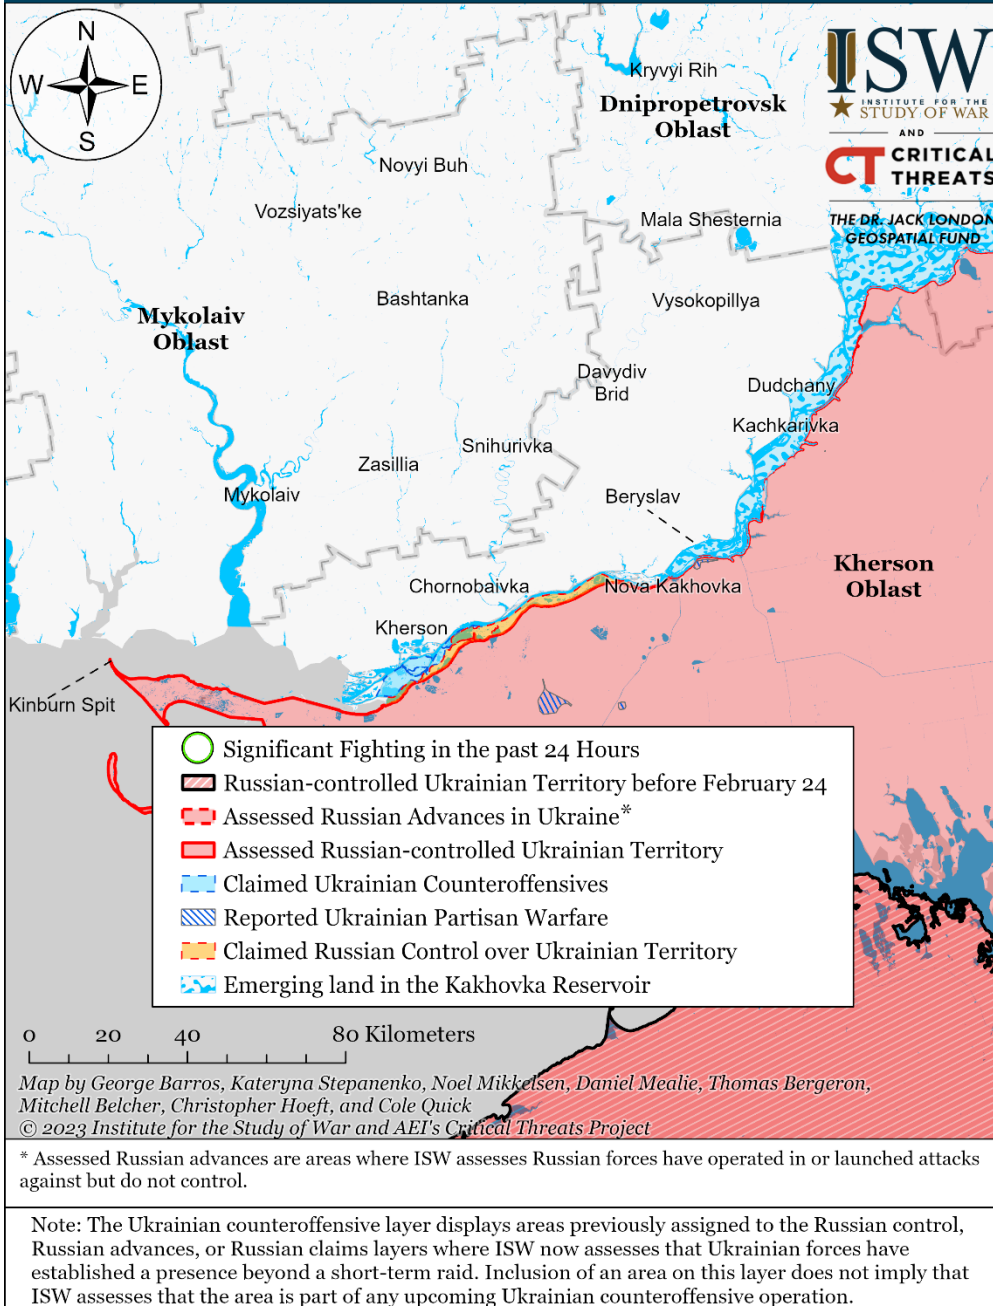 N
W
E
S
ISW
INSTITUTE FOR THE
STUDY OF WAR
AND
CT CRITICAL
THREATS
THE DR. JACK LONDON
GEOSPATIAL FUND
Kryvyi Rih
Dnipropetrovsk
Oblast
Novyi Buh
Vozsiyats'ke
Mala Shesternia
Bashtanka
Vysokopillya
Mykolaiv
Oblast
Davydiv
Brid
Dudchany
Kachkarivka
Snihurivka
Zasillia
Mykolaiv
Beryslav
Kherson
Oblast
Chornobaivka
Nova Kakhovka
Kherson
Kinburn Spit
Significant Fighting in the past 24 Hours
Russian-controlled Ukrainian Territory before February 24
Assessed Russian Advances in Ukraine*
Assessed Russian-controlled Ukrainian Territory
Claimed Ukrainian Counteroffensives
Reported Ukrainian Partisan Warfare
Claimed Russian Control over Ukrainian Territory
Emerging land in the Kakhovka Reservoir
0 20 40 80 Kilometers
Map by George Barros, Kateryna Stepanenko, Noel Mikkelsen, Daniel Mealie, Thomas Bergeron,
Mitchell Belcher, Christopher Hoeft, and Cole Quick
© 2023 Institute for the Study of War and AEI's Critical Threats Project
* Assessed Russian advances are areas where ISW assesses Russian forces have operated in or launched attacks
against but do not control.
Note: The Ukrainian counteroffensive layer displays areas previously assigned to the Russian control,
Russian advances, or Russian claims layers where ISW now assesses that Ukrainian forces have
established a presence beyond a short-term raid. Inclusion of an area on this layer does not imply that
ISW assesses that the area is part of any upcoming Ukrainian counteroffensive operation.